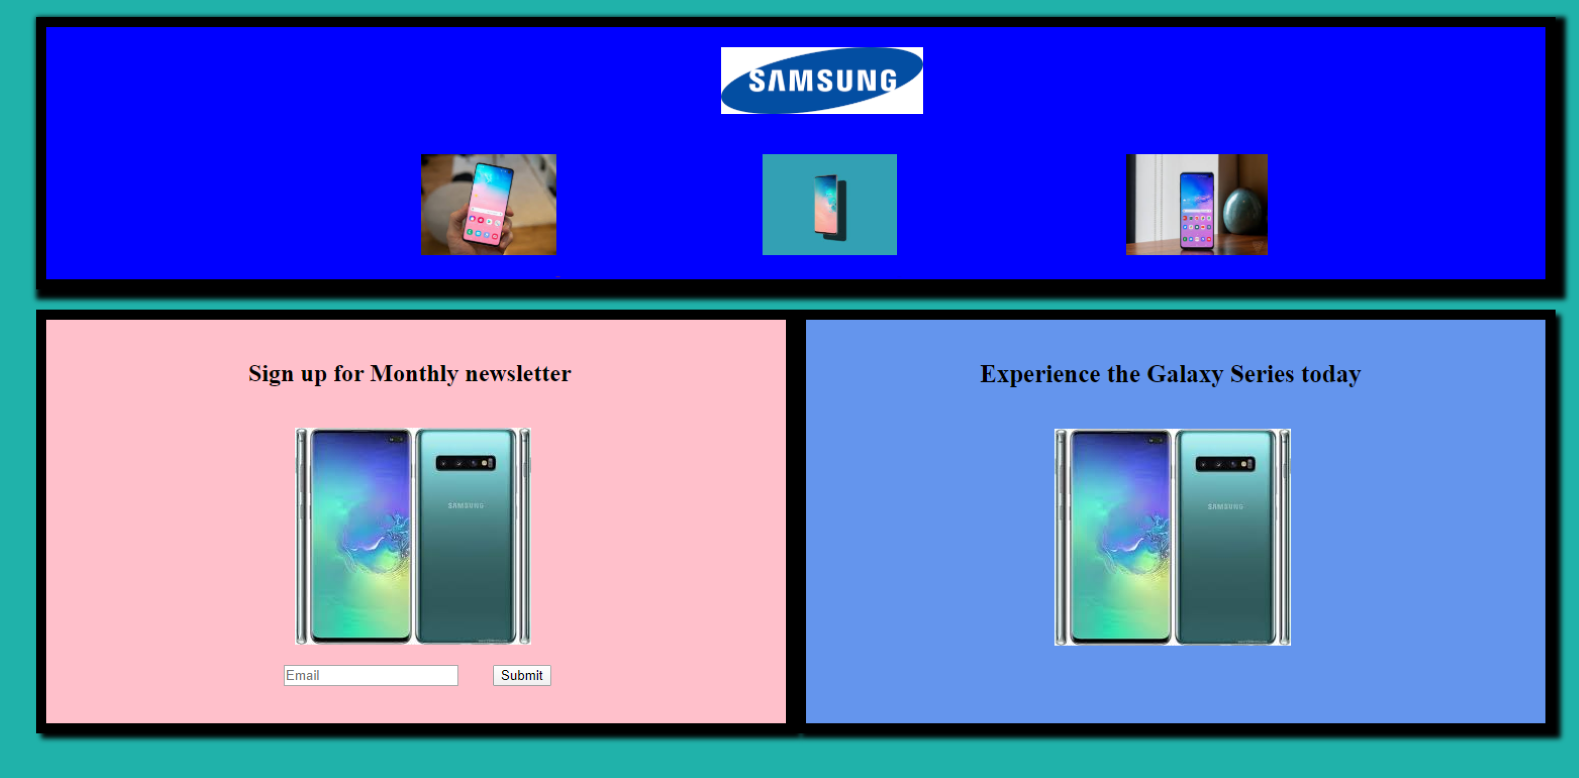 SAMSUNG
Sign up for Monthly newsletter
Experience the Galaxy Series today
SAMSUNG
SAMSUNG
Email
Submit